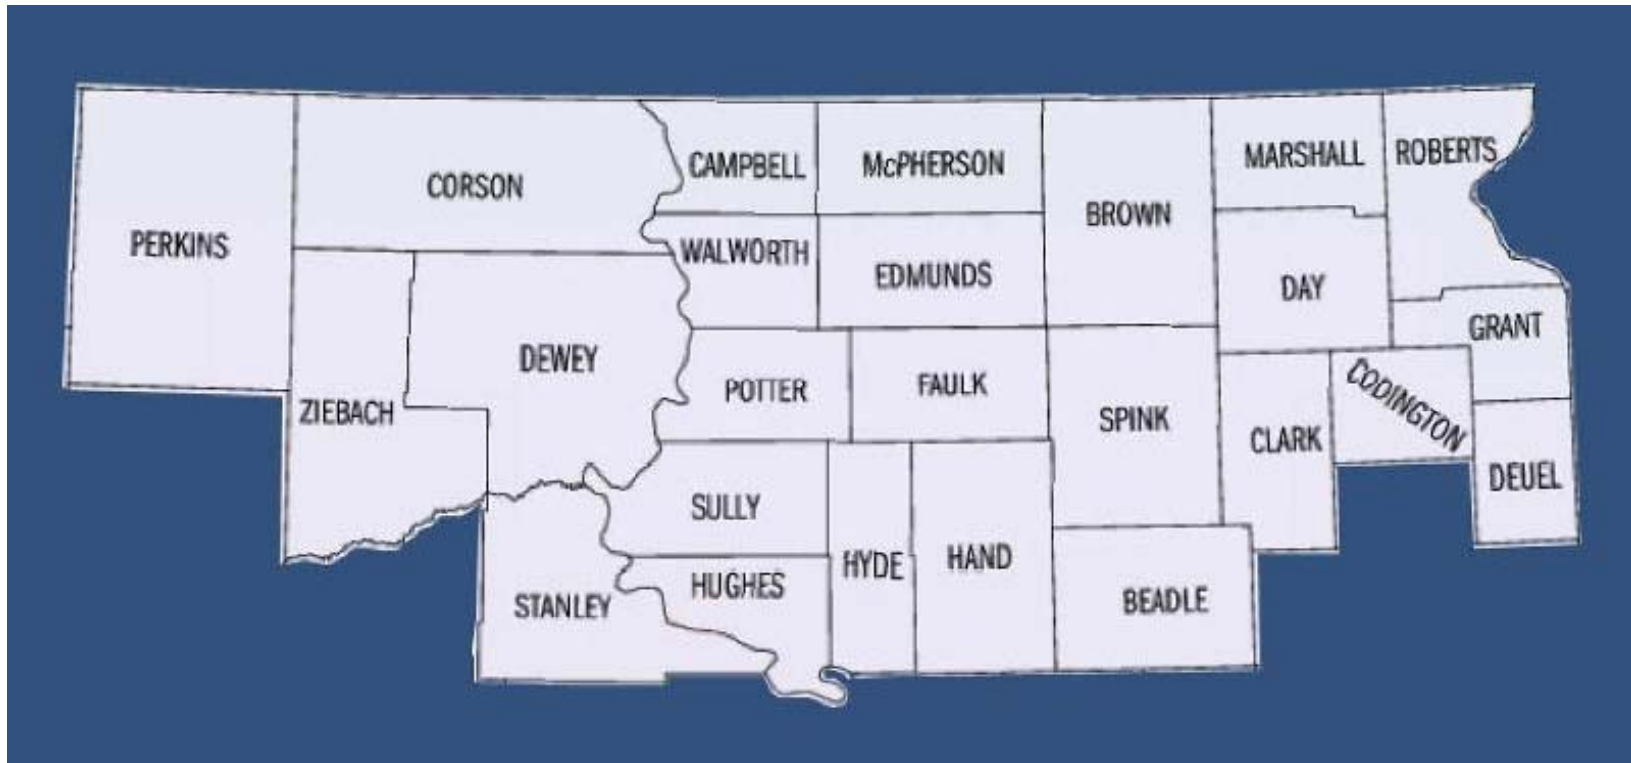 PERKINS
CORSON
CAMPBELL
McPHERSON
BROWN
MARSHALL
ROBERTS
WALWORTH
EDMUNDS
DAY
ZIEBACH
DEWEY
POTTER
FAULK
SPINK
CLARK
CODINGTON
GRANT
DEUEL
SULLY
STANLEY
HUGHES
HYDE
HAND
BEADLE